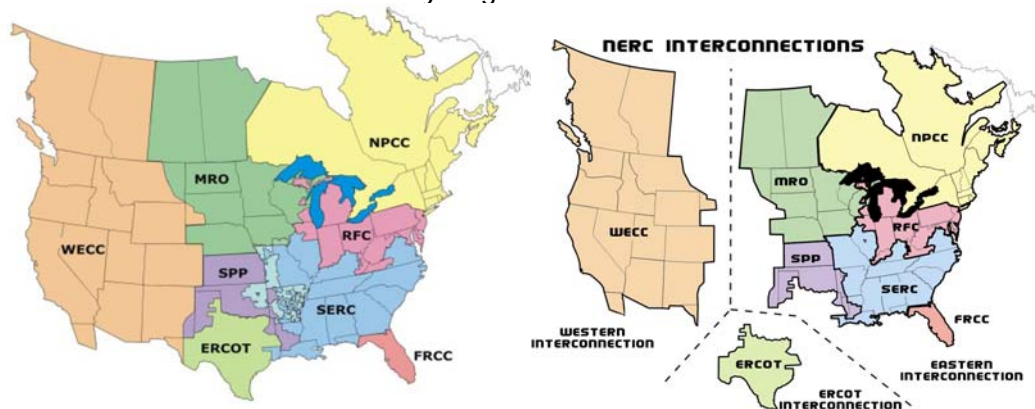 NPCC
MRO
WECC
RFC
SPP
SERC
ERCOT
FRCC
NERC INTERCONNECTIONS
NPCC
MRO
WECC
RFC
SPP
SERC
FRCC
WESTERN
INTERCONNECTION
ERCOT
EASTERN
INTERCONNECTION
ERCOT
INTERCONNECTION